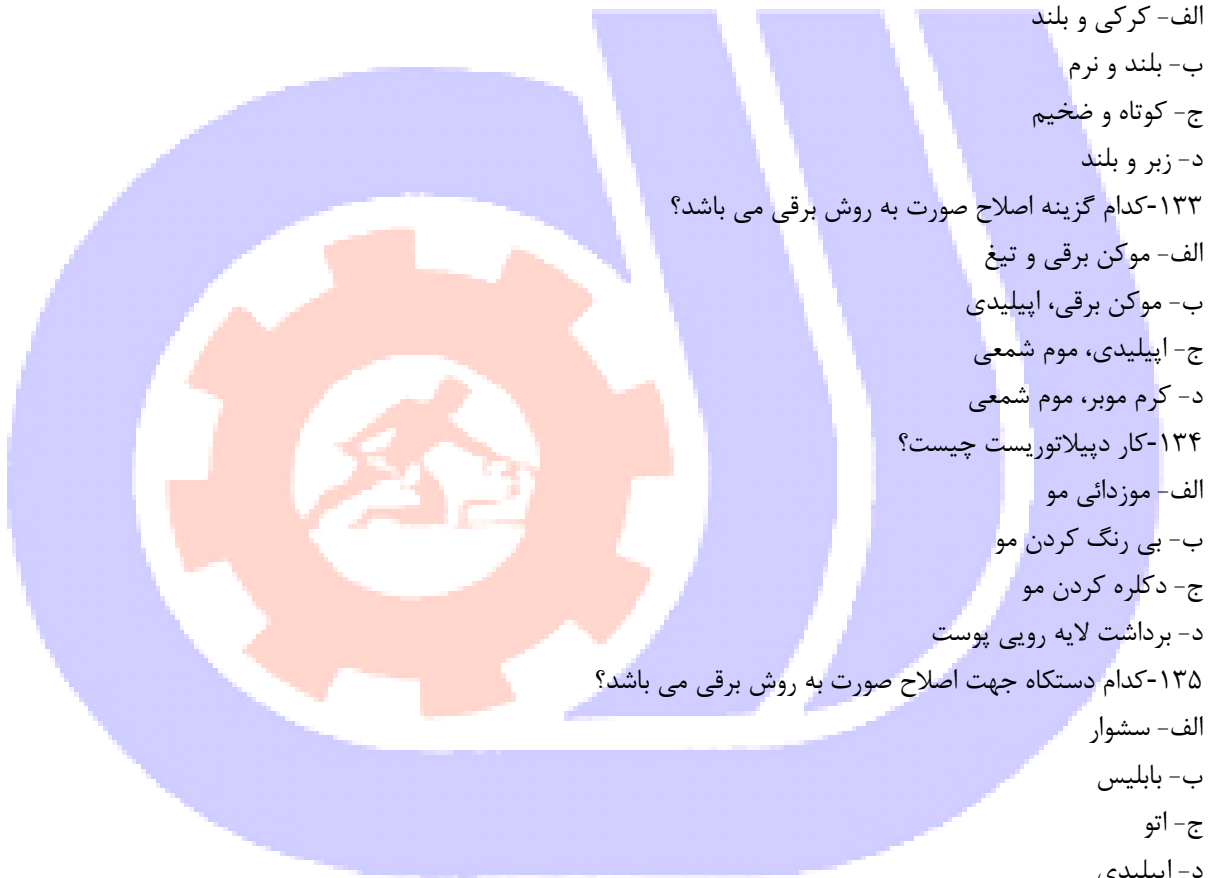 الف- کرکی و بلند
ب- بلند و نرم
ج- کوتاه و ضخیم
د- زبر و بلند
۱۳۳-کدام گزینه اصلاح صورت به روش برقی می باشد؟
الف- موکن برقی و تیغ
ب- موکن برقی، اپیلیدی
ج- اپیلیدی، موم شمعی
د- کرم موبر، موم شمعی
۱۳۴-کار دپیلاتوریست چیست؟
الف- موزدائی مو
ب- بی رنگ کردن مو
ج- دکلره کردن مو
د- برداشت لایه رویی پوست
۱۳۵-کدام دستگاه جهت اصلاح صورت به روش برقی می باشد؟
الف- سشوار
ب- بابلیس
ج- اتو
د- اپیلیدی